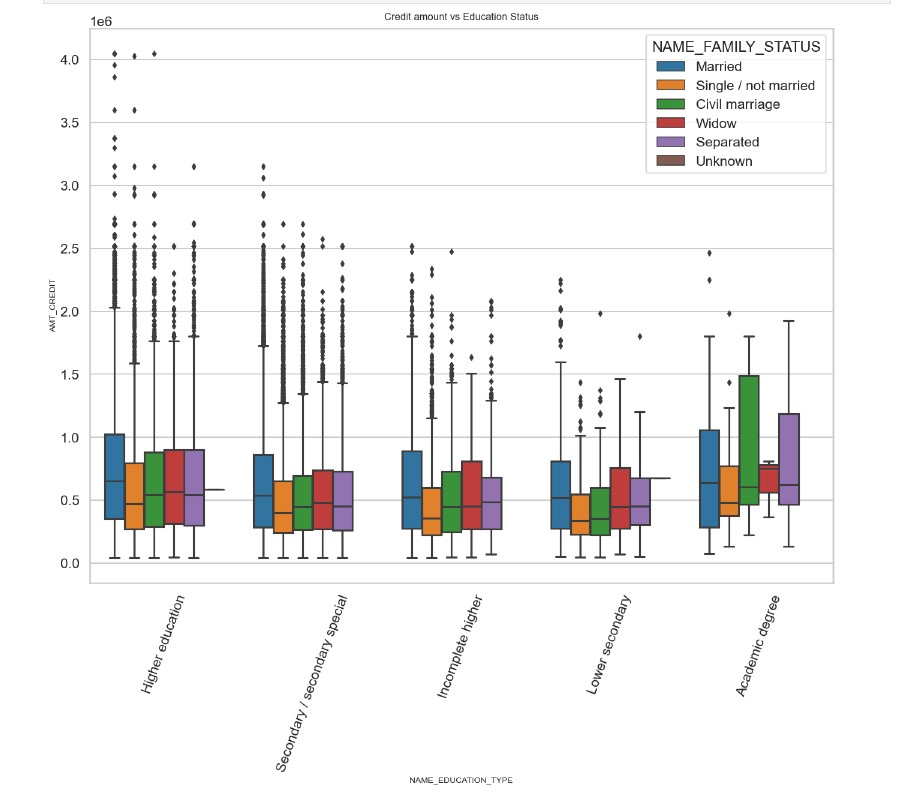 Credit amount vs Education Status
1e6
4.0
3.5
3.0
2.5
2.0
1.5
1.0
0.5
0.0
AMT_CREDIT
NAME_FAMILY_STATUS
Married
Single / not married
Civil marriage
Widow
Separated
Unknown
Higher education
Secondary / secondary special
Incomplete higher
Lower secondary
Academic degree
NAME_EDUCATION_TYPE